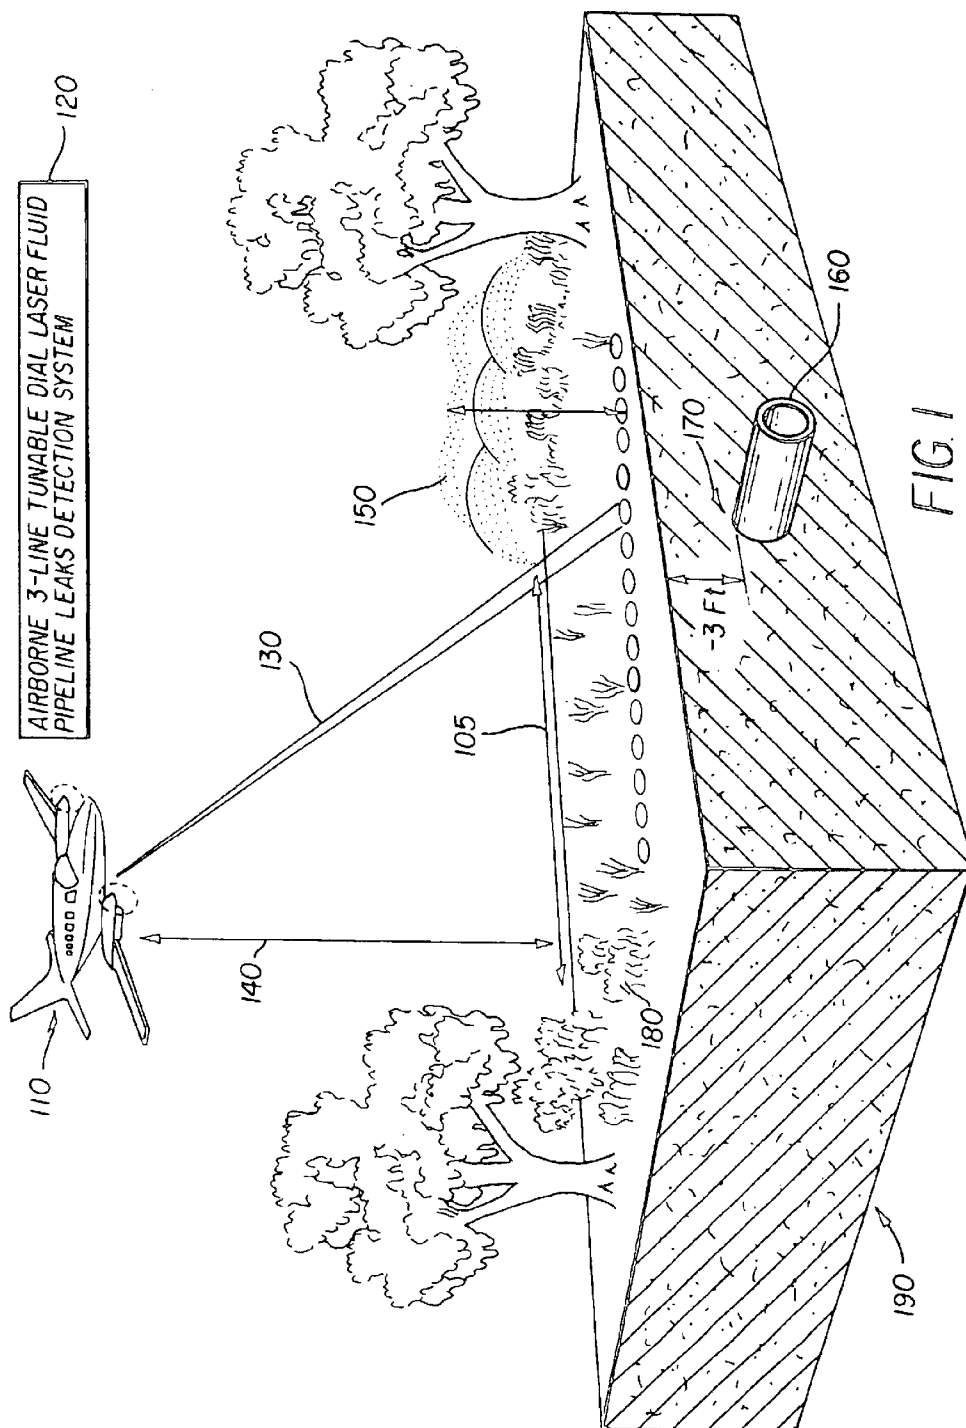 AIRBORNE 3-LINE TUNABLE DIAL LASER FLUID
PIPELINE LEAKS DETECTION SYSTEM
120
110
130
140
150
105
180
170
160
~3 Ft
190
FIG. 1